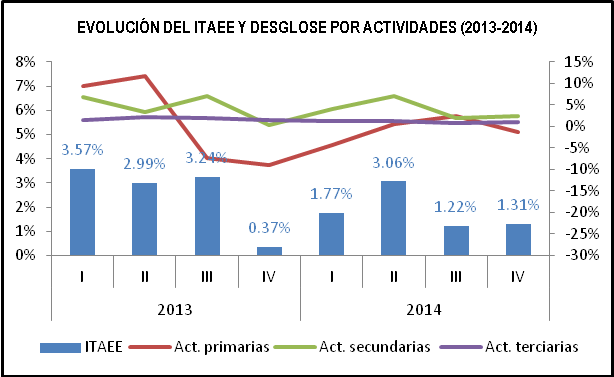 EVOLUCIÓN DEL ITAEE Y DESGLOSE POR ACTIVIDADES (2013-2014)
8% 15%
7% 10%
6% 5%
5% 0%
4% -5%
3% -10%
2% -15%
1% -20%
0% -25%
-30%
3.57% 2.99% 3.24% 0.37% 1.77% 3.06% 1.22% 1.31%
I II III IV I II III IV
2013 2014
ITAEE Act. primarias Act. secundarias Act. terciarias